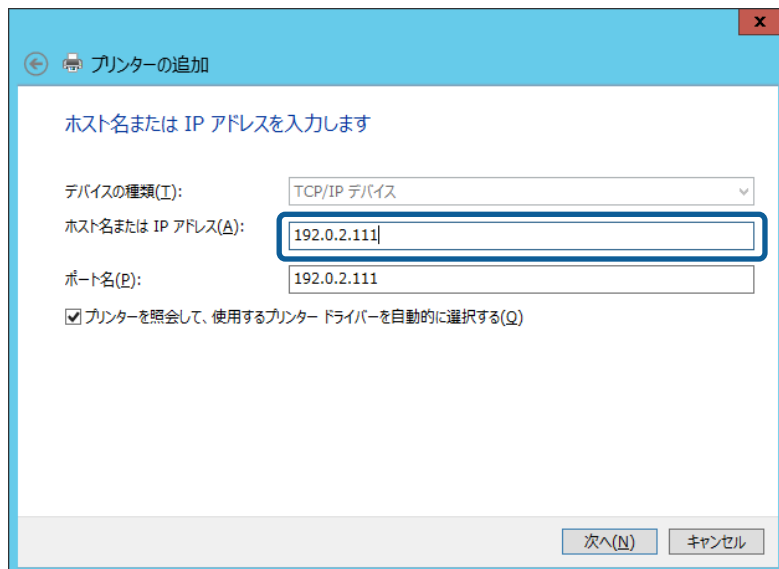 x
プリンターの追加
ホスト名または IP アドレスを入力します
デバイスの種類(T): TCP/IP デバイス
ホスト名または IP アドレス(A): 192.0.2.111
ポート名(P): 192.0.2.111
プリンターを照会して、使用するプリンター ドライバーを自動的に選択する(Q)
次へ(N) キャンセル